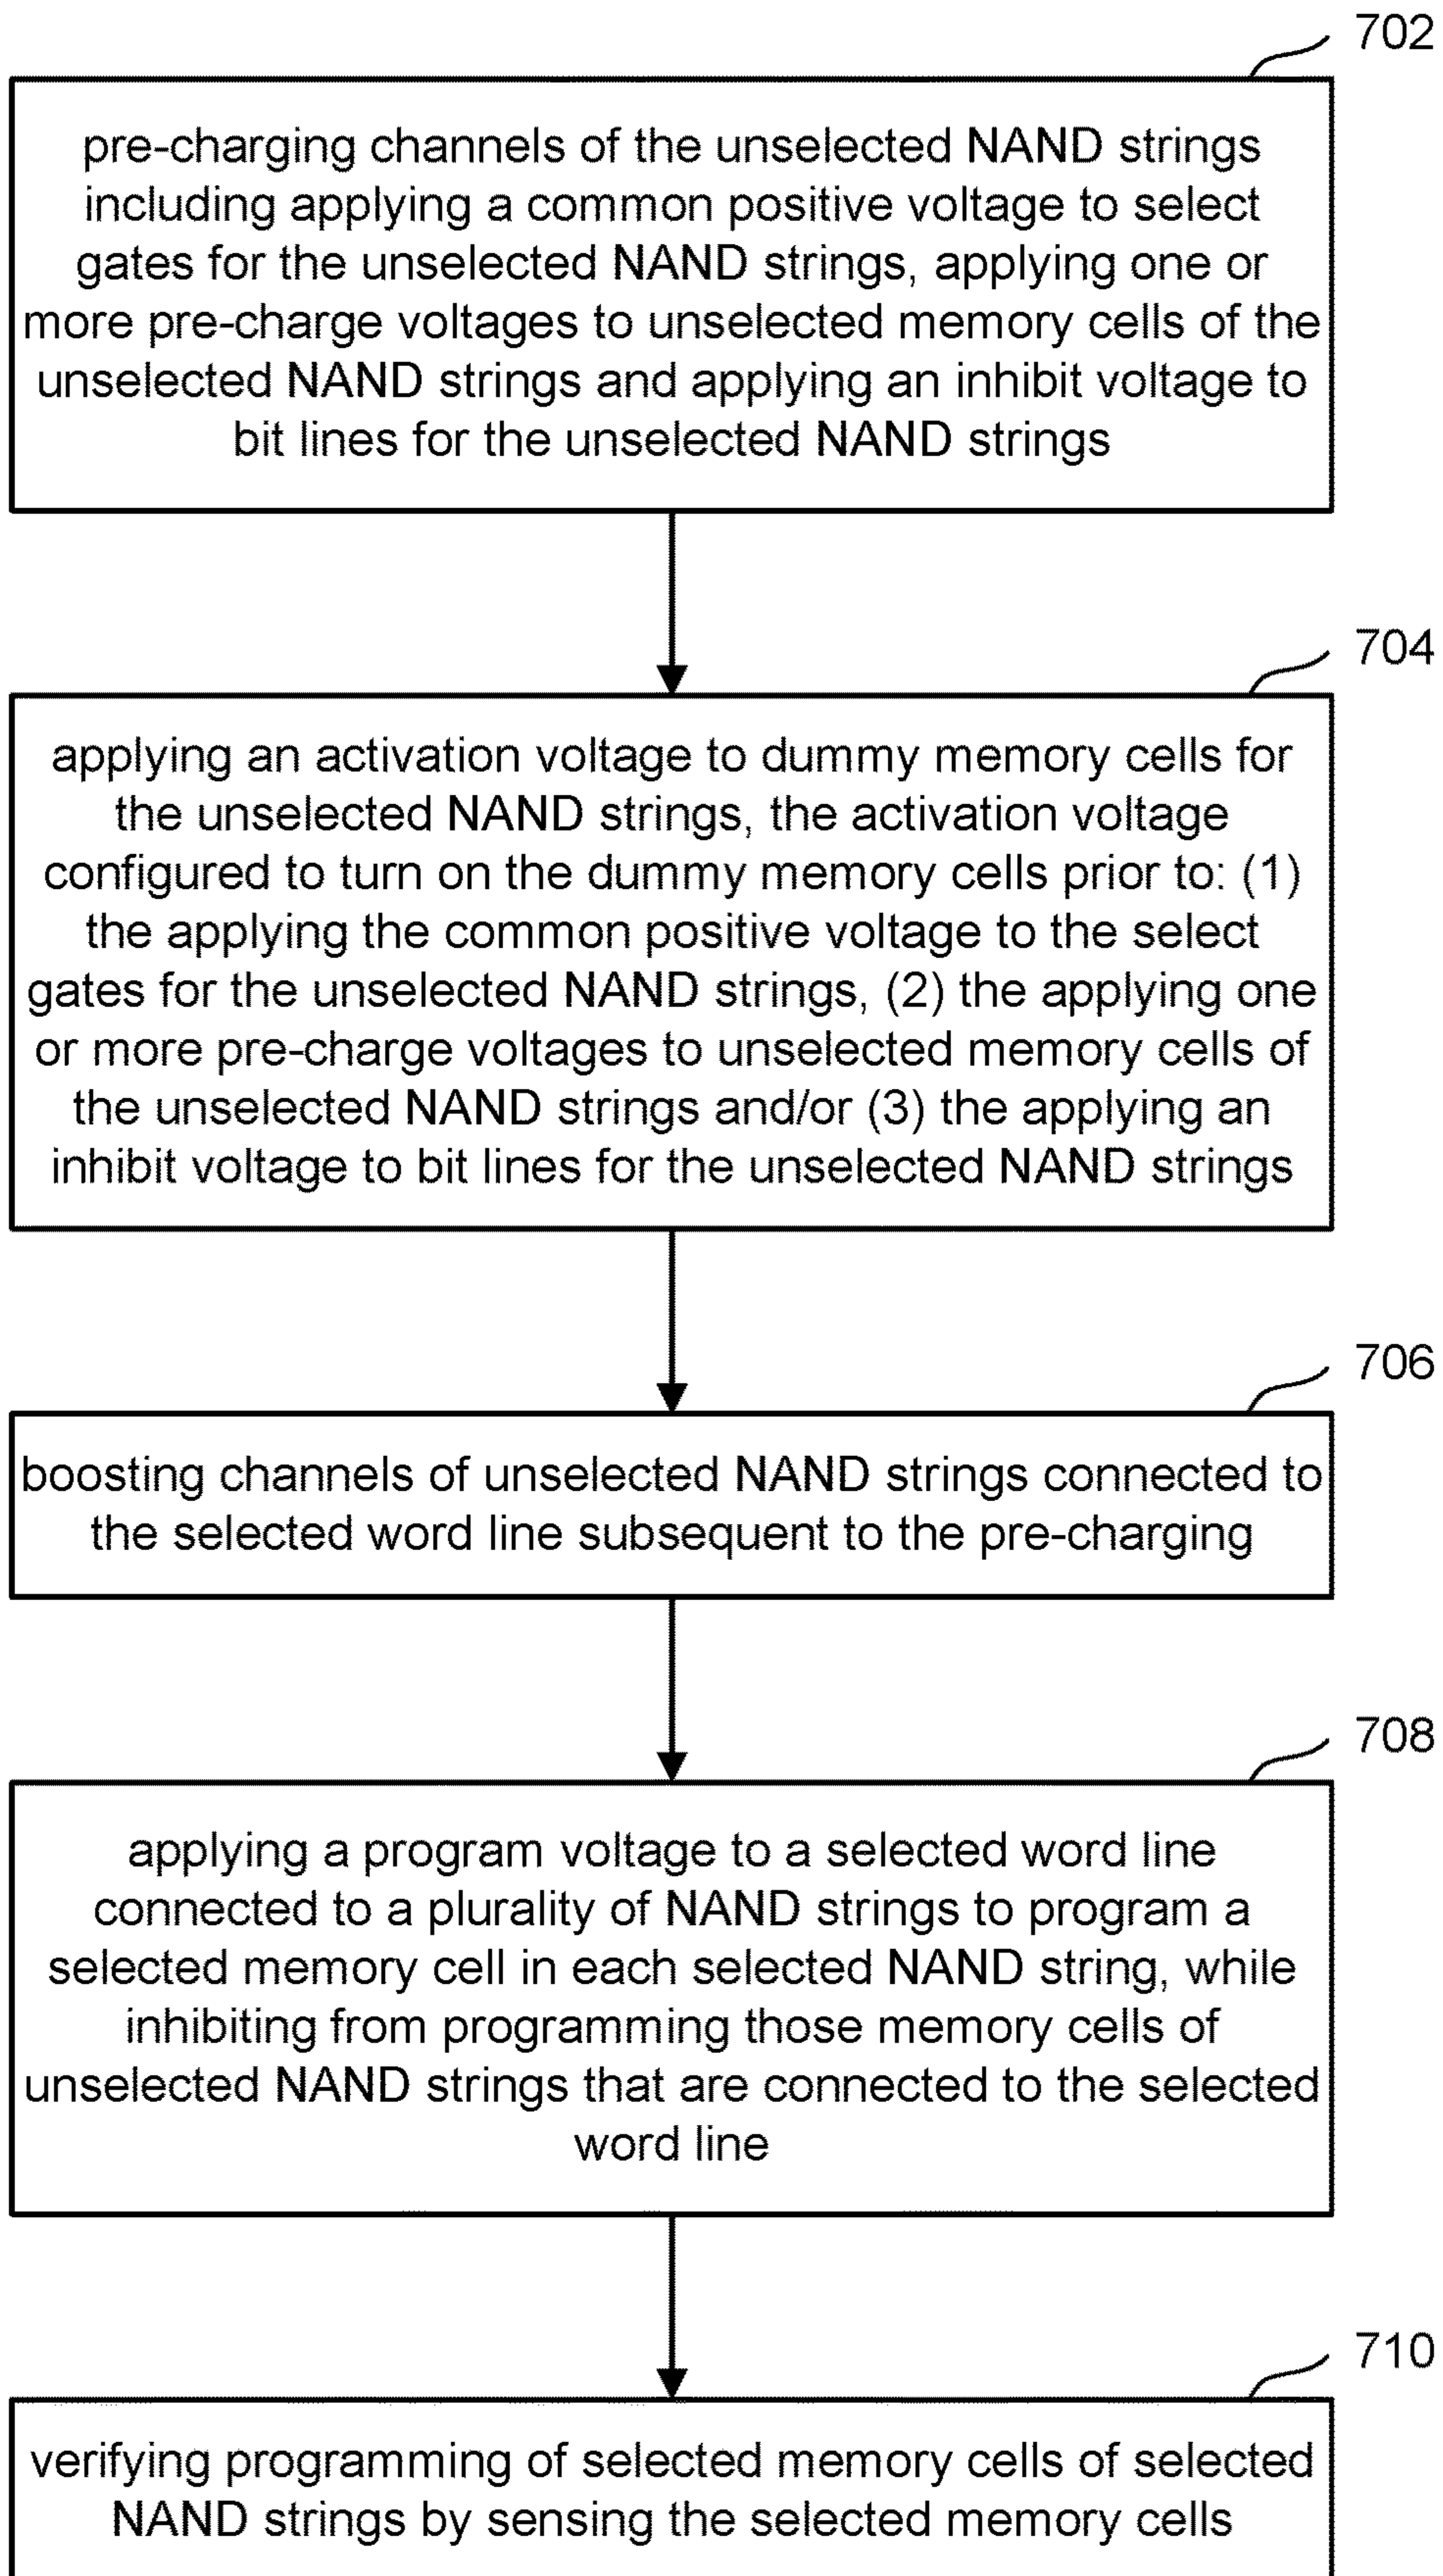 702
pre-charging channels of the unselected NAND strings
including applying a common positive voltage to select
gates for the unselected NAND strings, applying one or
more pre-charge voltages to unselected memory cells of the
unselected NAND strings and applying an inhibit voltage to
bit lines for the unselected NAND strings
704
applying an activation voltage to dummy memory cells for
the unselected NAND strings, the activation voltage
configured to turn on the dummy memory cells prior to: (1)
the applying the common positive voltage to the select
gates for the unselected NAND strings, (2) the applying one
or more pre-charge voltages to unselected memory cells of
the unselected NAND strings and/or (3) the applying an
inhibit voltage to bit lines for the unselected NAND strings
706
boosting channels of unselected NAND strings connected to
the selected word line subsequent to the pre-charging
708
applying a program voltage to a selected word line
connected to a plurality of NAND strings to program a
selected memory cell in each selected NAND string, while
inhibiting from programming those memory cells of
unselected NAND strings that are connected to the selected
word line
710
verifying programming of selected memory cells of selected
NAND strings by sensing the selected memory cells